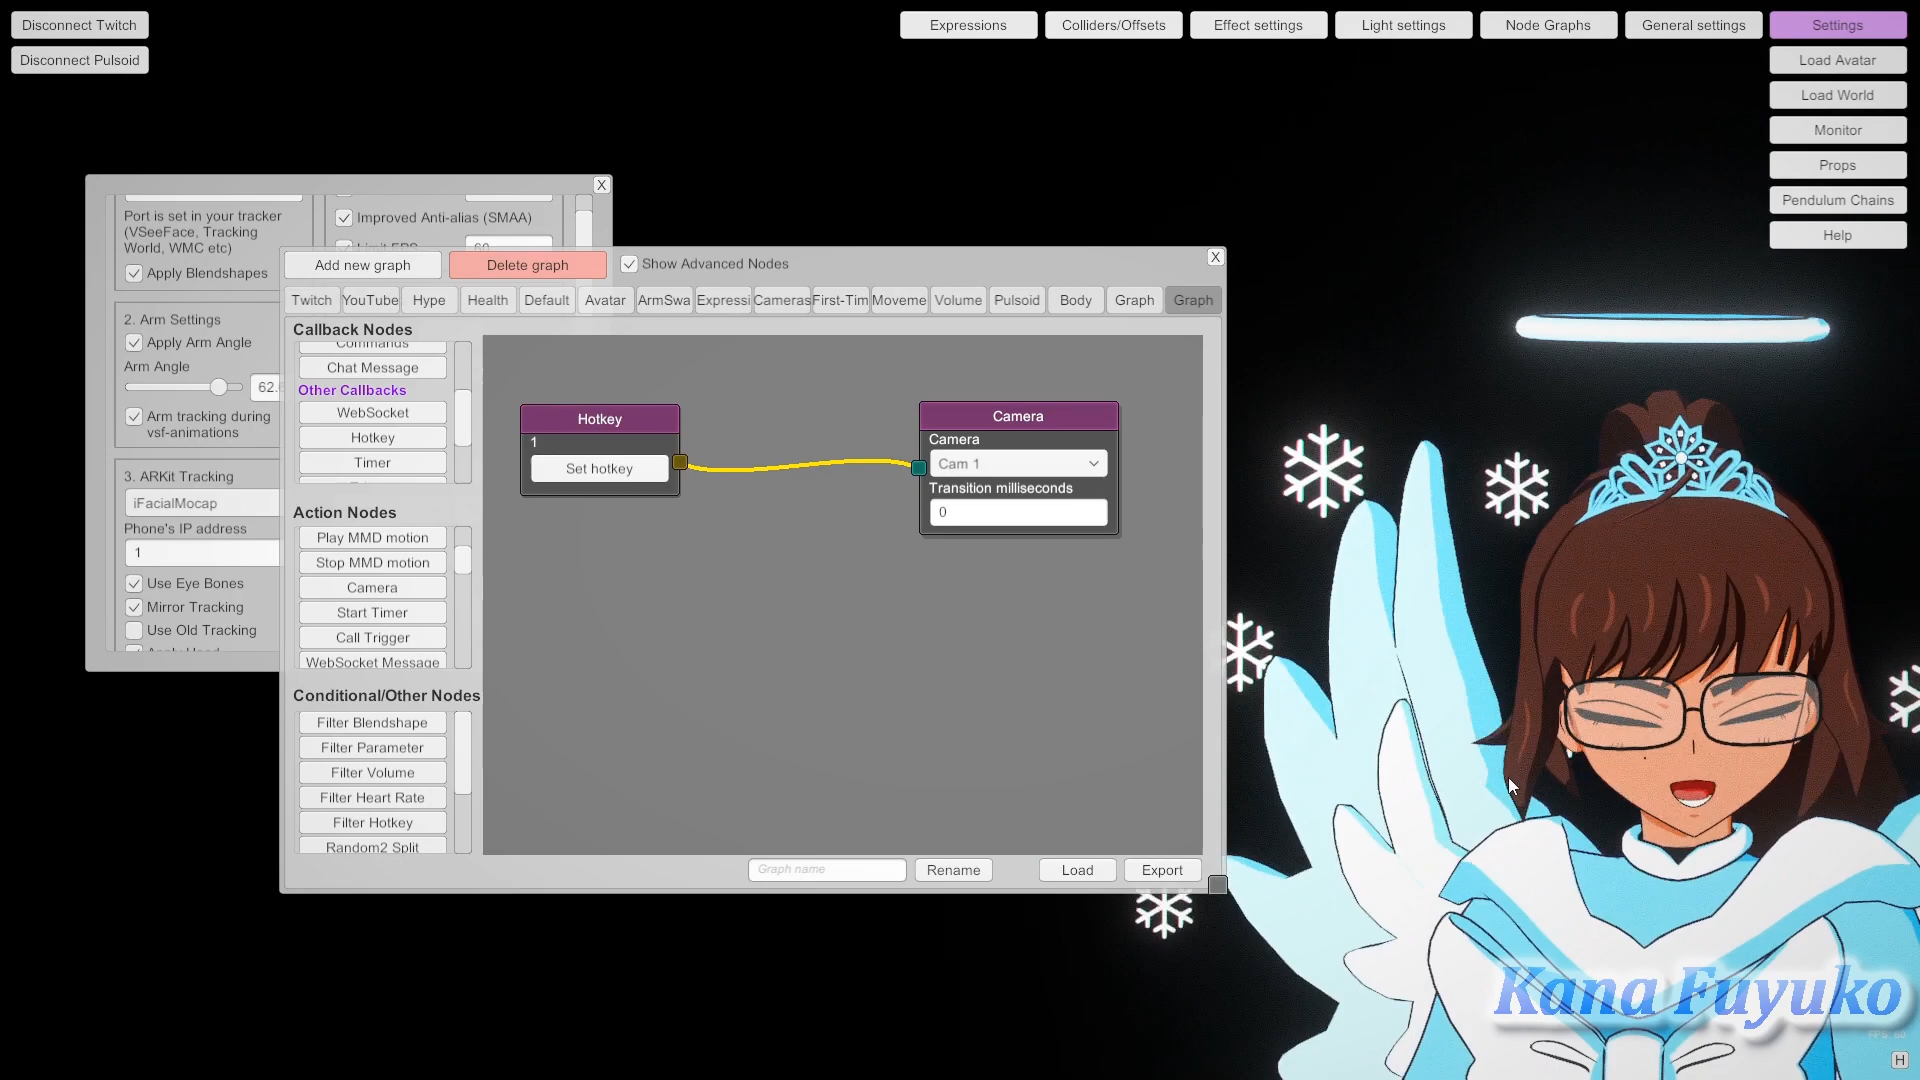 Disconnect Twitch
Disconnect Pulsoid
Expressions
Colliders/Offsets
Effect settings
Light settings
Node Graphs
General settings
Settings
Load Avatar
Load World
Monitor
Props
Pendulum Chains
Help
X
Port is set in your tracker
(VSeeFace, Tracking
World, WMC etc)
Apply Blendshapes
Improved Anti-alias (SMAA)
Limit FPS
60
2. Arm Settings
Apply Arm Angle
Arm Angle
62.
Arm tracking during
vsf-animations
3. ARKit Tracking
iFacialMocap
Phone's IP address
1
Use Eye Bones
Mirror Tracking
Use Old Tracking
Add new graph
Delete graph
Show Advanced Nodes
X
Twitch
YouTube
Hype
Health
Default
Avatar
ArmSwa
Expressi
Cameras
First-Tim
Moveme
Volume
Pulsoid
Body
Graph
Graph
Callback Nodes
Commands
Chat Message
Other Callbacks
WebSocket
Hotkey
Timer
Action Nodes
Play MMD motion
Stop MMD motion
Camera
Start Timer
Call Trigger
WebSocket Message
Conditional/Other Nodes
Filter Blendshape
Filter Parameter
Filter Volume
Filter Heart Rate
Filter Hotkey
Random2 Split
Hotkey
1
Set hotkey
Camera
Camera
Cam 1
Transition milliseconds
0
Graph name
Rename
Load
Export
Kana Fuyuko
FPS: 60
H